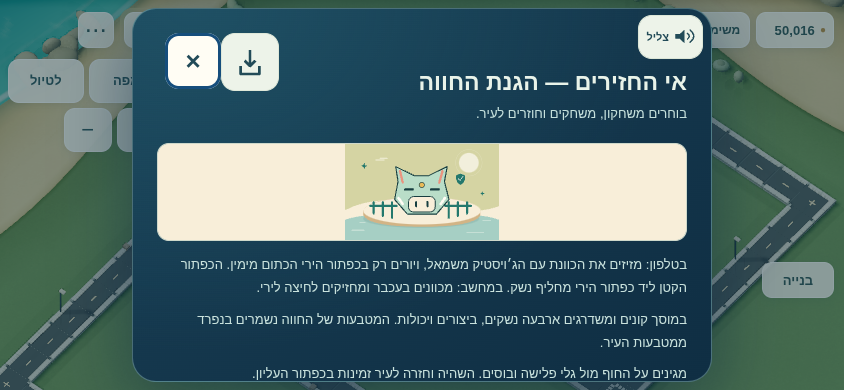 50,016
משימ
צליל
...
לטיול
מפה
אי החזירים — הגנת החווה
בוחרים משחקון, משחקים וחוזרים לעיר.
בטלפון: מזיזים את הכוונת עם הג׳ויסטיק משמאל, ויורים רק בכפתור הירי הכתום מימין. הכפתור
הקטן ליד כפתור הירי מחליף נשק. במחשב: מכוונים בעכבר ומחזיקים לחיצה לירי.
במוסך קונים ומשדרגים ארבעה נשקים, ביצורים ויכולות. המטבעות של החווה נשמרים בנפרד
ממטבעות העיר.
מגינים על החוף מול גלי פלישה ובוסים. השהיה וחזרה לעיר זמינות בכפתור העליון.
בנייה